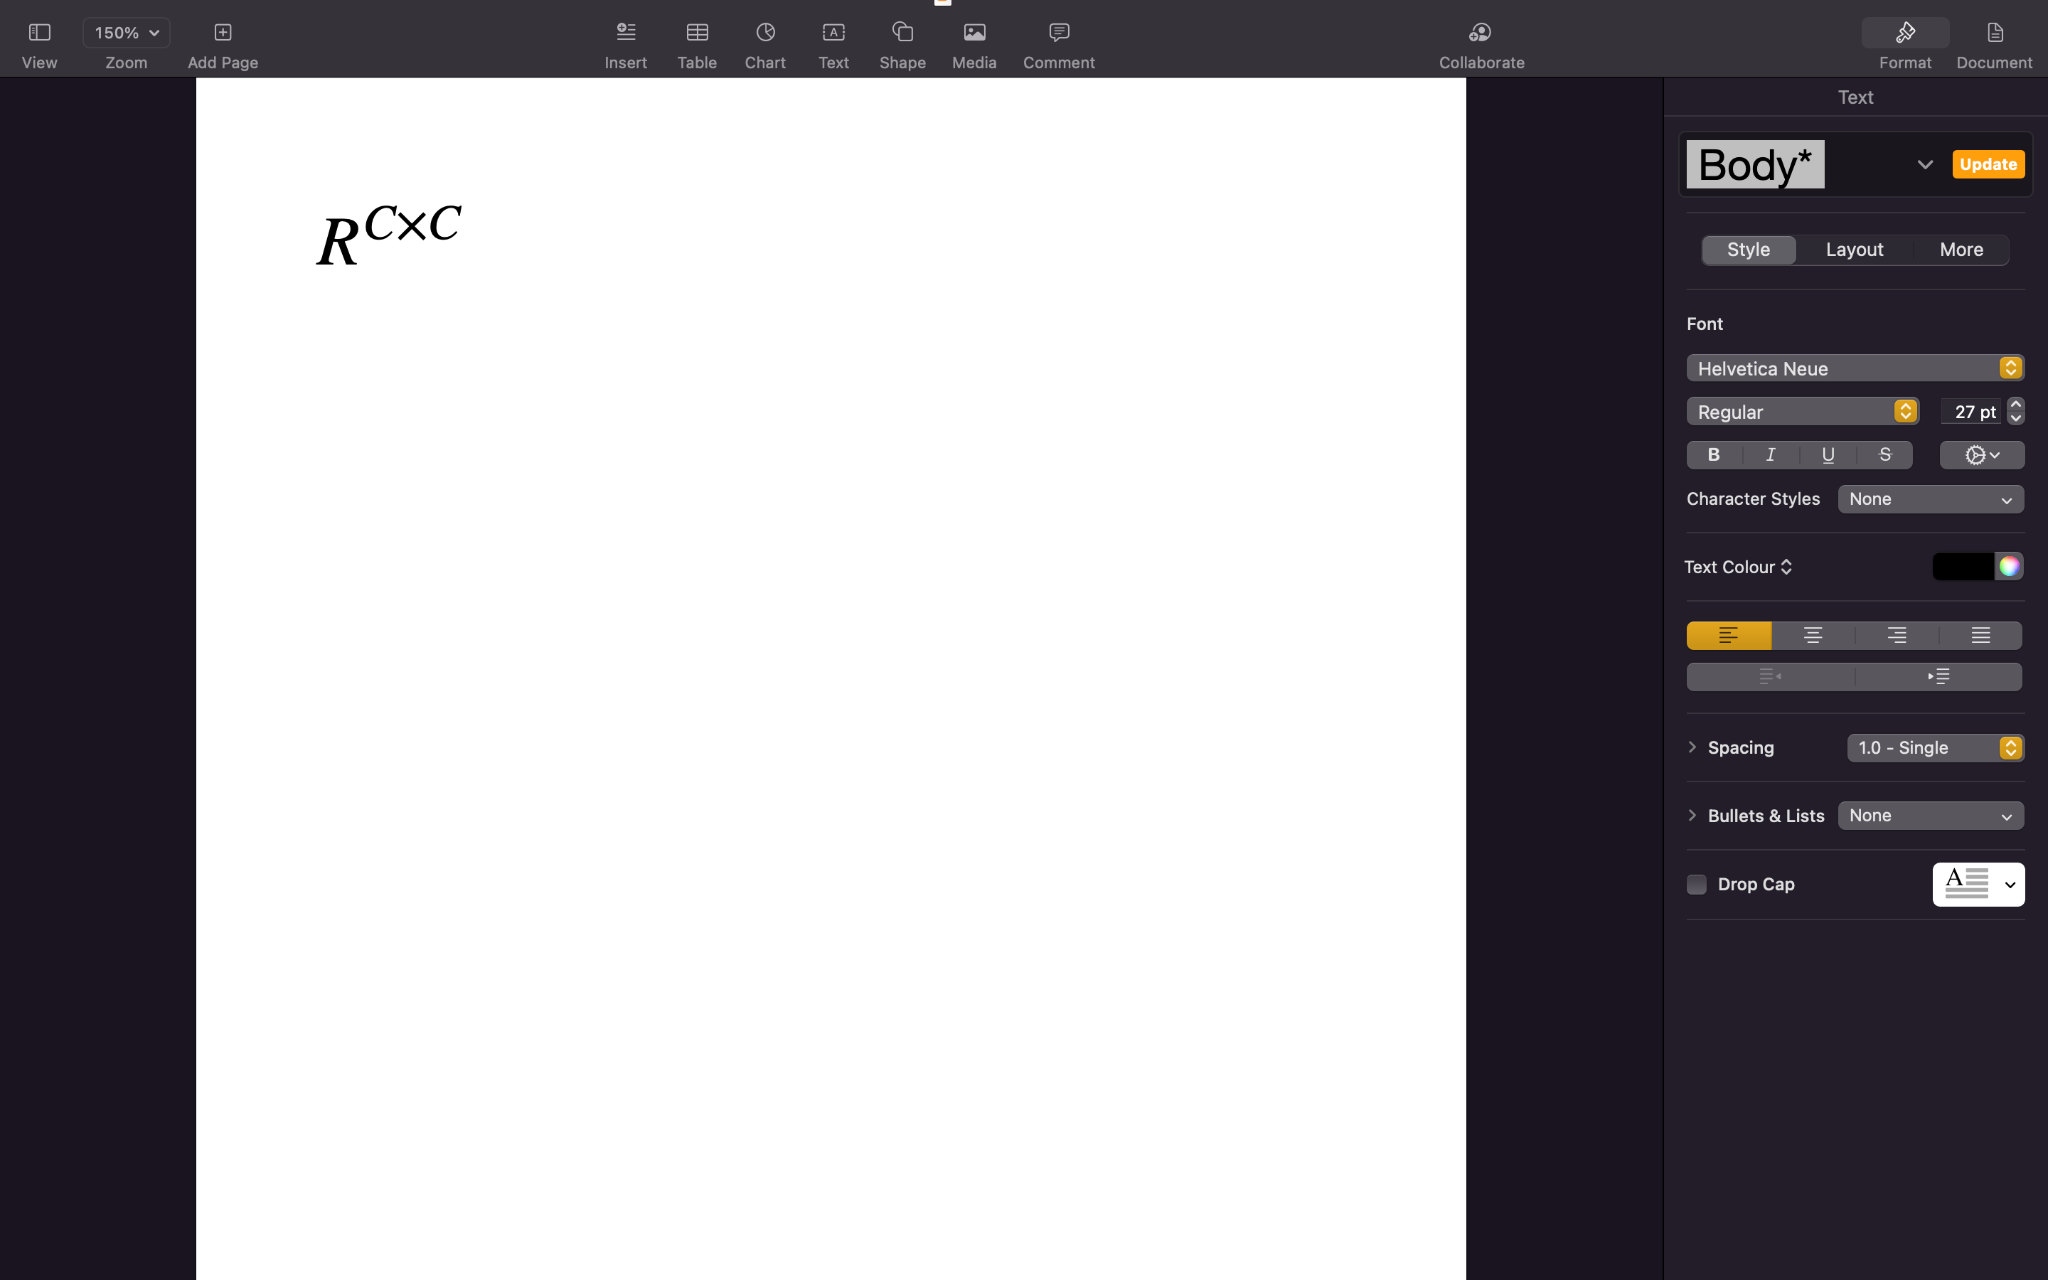 150%
View
Zoom
Add Page
Insert
Table
Chart
A
Text
Shape
Media
Comment
Collaborate
Format
Document
R^{C×C}
Text
Body*
Update
Style
Layout
More
Font
Helvetica Neue
Regular
27 pt
B I U S
Character Styles
None
Text Colour
Spacing
1.0 - Single
Bullets & Lists
None
Drop Cap
A